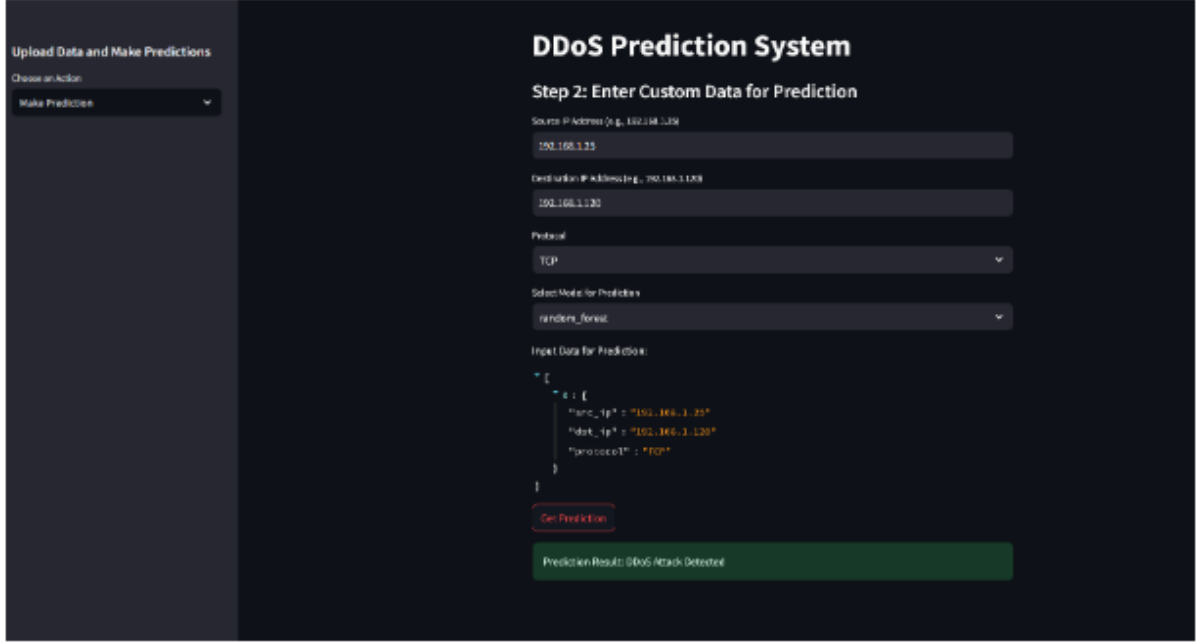 Upload Data and Make Predictions
Choose an Action
Make Prediction
DDoS Prediction System
Step 2: Enter Custom Data for Prediction
Source IP Address (e.g., 192.168.1.25)
192.168.1.25
Destination IP Address (e.g., 192.168.1.120)
192.168.1.120
Protocol
TCP
Select Model for Prediction
random_forest
Input Data for Prediction:
[
0 : {
"src_ip" : "192.168.1.25"
"dst_ip" : "192.168.1.120"
"protocol" : "TCP"
}
]
Get Prediction
Prediction Result: DDoS Attack Detected